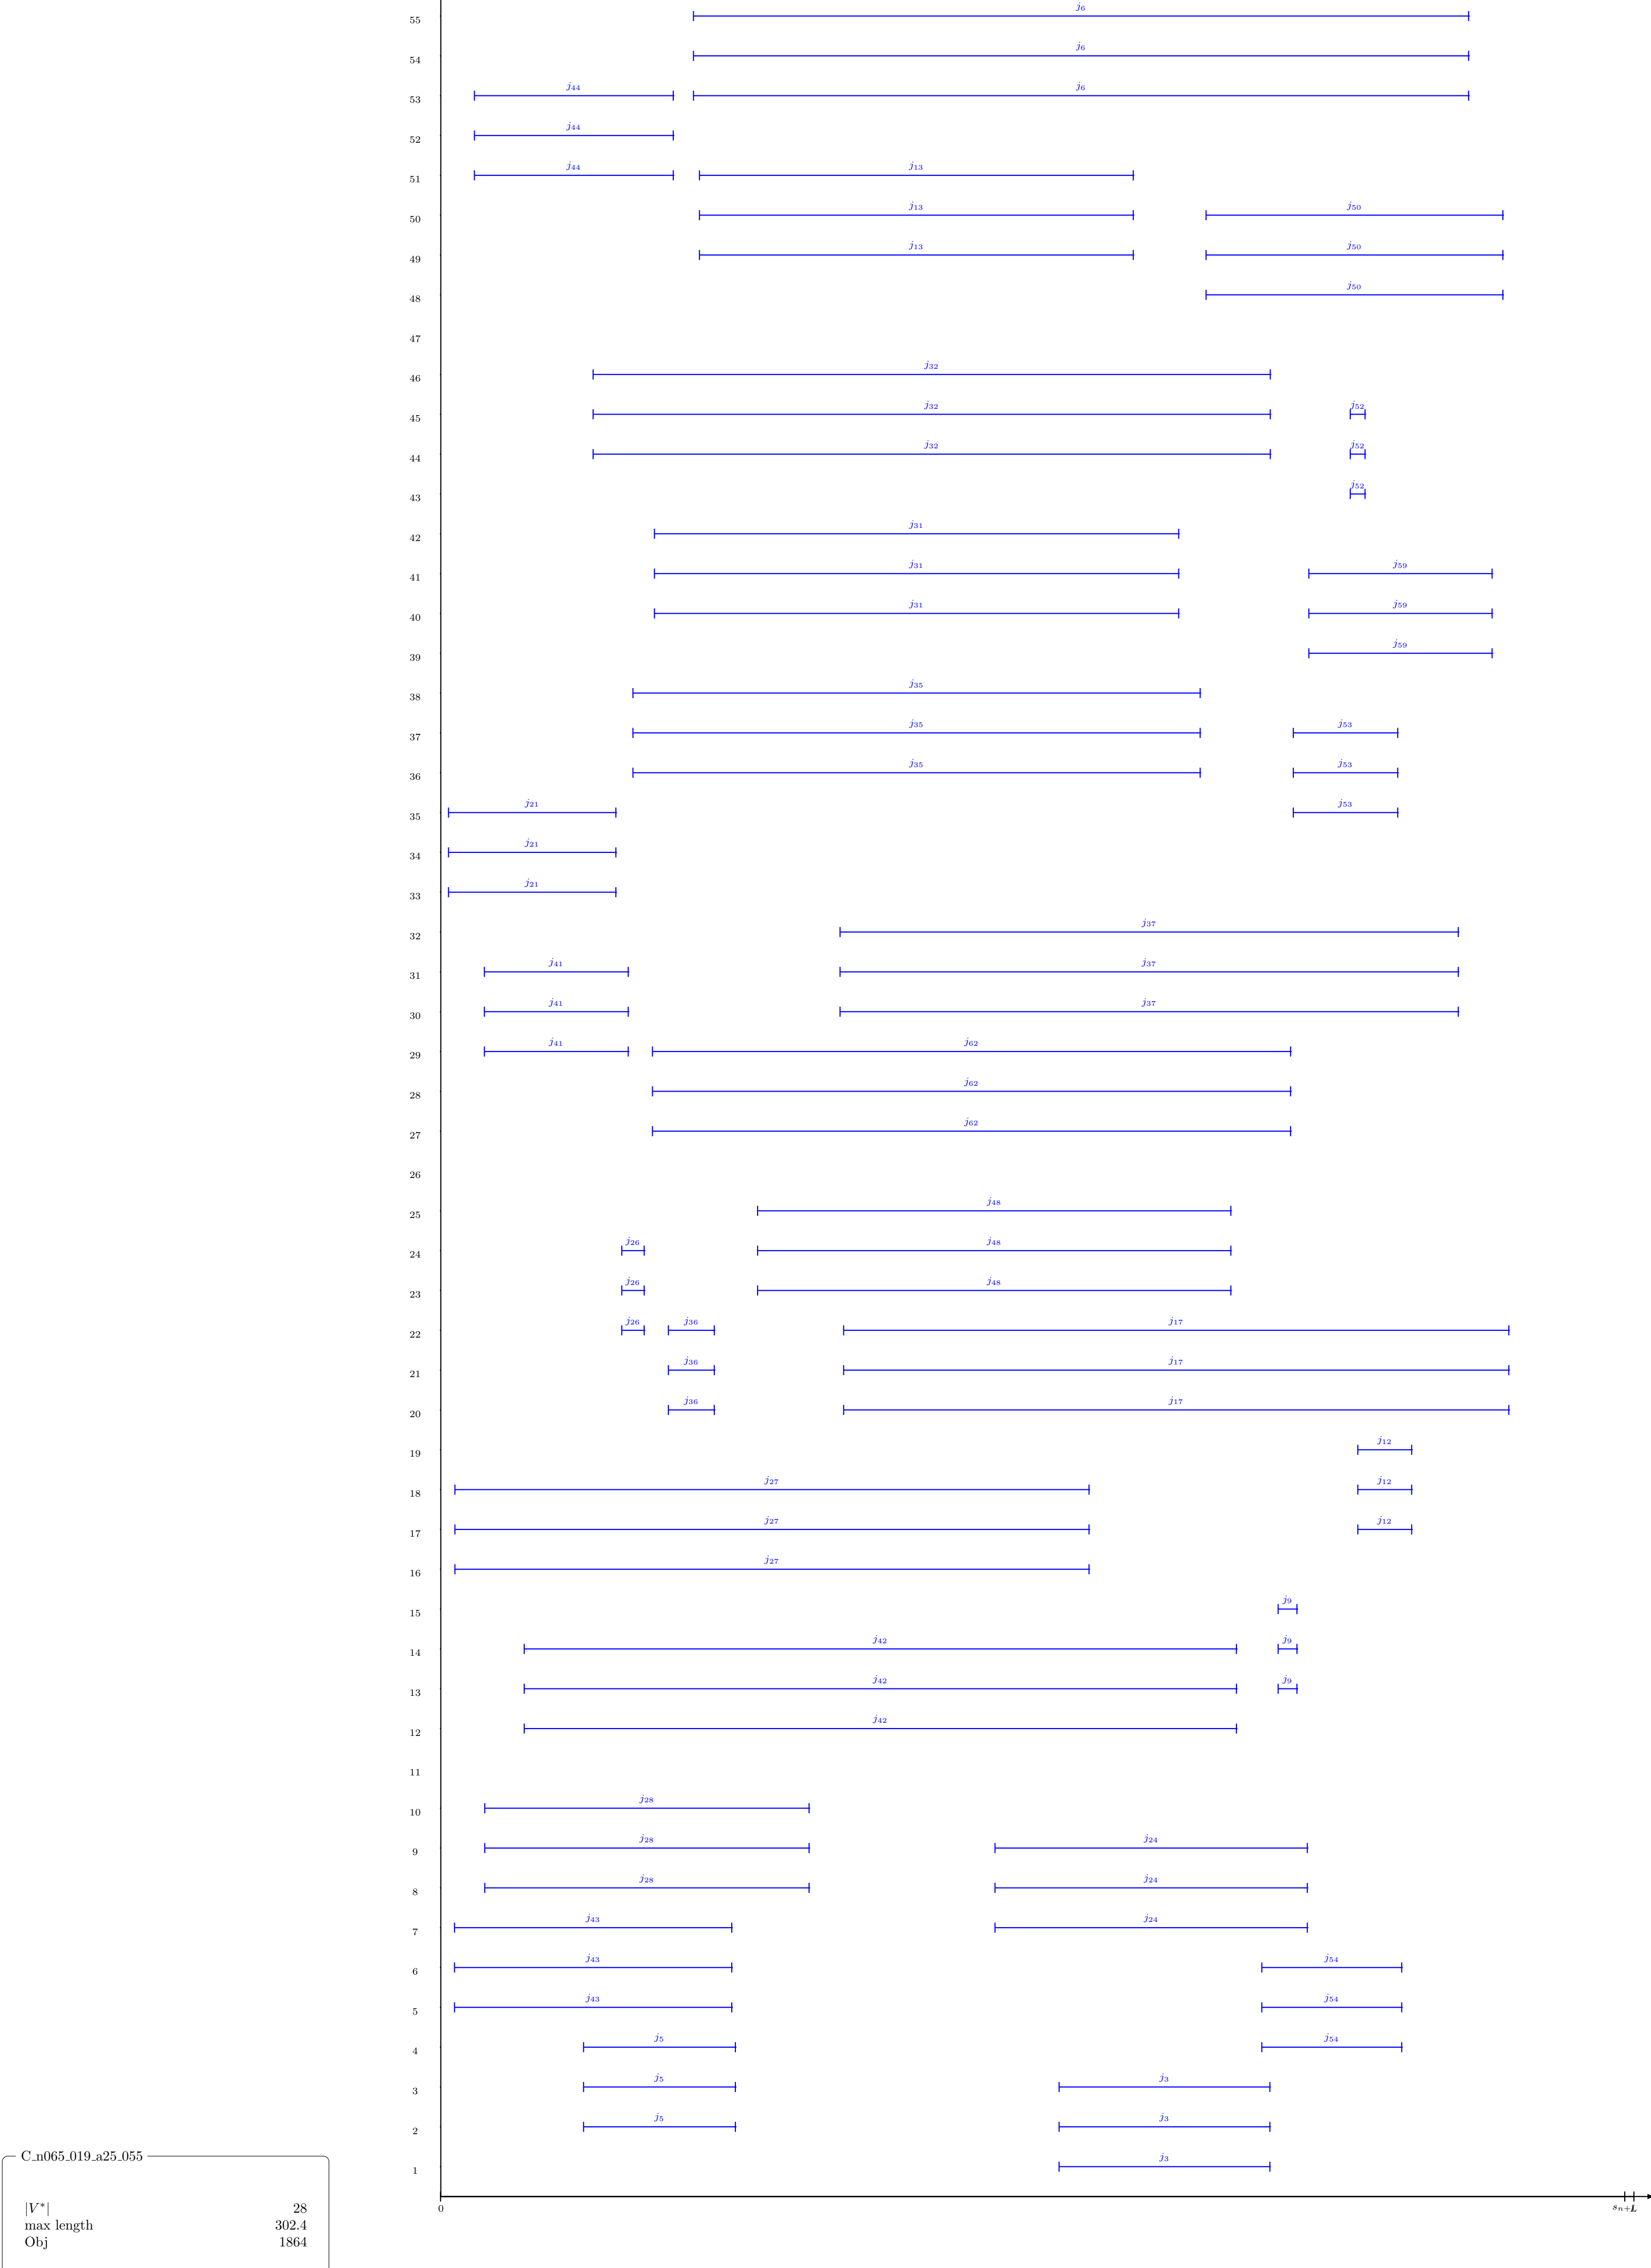 55 j6
54 j6
53 j44 j6
52 j44
51 j44 j13
50 j13 j50
49 j13 j50
48 j50
47
46 j32
45 j32 j52
44 j32 j52
43 j52
42 j31
41 j31 j59
40 j31 j59
39 j59
38 j35
37 j35 j53
36 j35 j53
35 j21 j53
34 j21
33 j21
32 j37
31 j41 j37
30 j41 j37
29 j41 j62
28 j62
27 j62
26
25 j48
24 j26 j48
23 j26 j48
22 j26 j36 j17
21 j36 j17
20 j36 j17
19 j12
18 j27 j12
17 j27 j12
16 j27
15 j9
14 j42 j9
13 j42 j9
12 j42
11
10 j28
9 j28 j24
8 j28 j24
7 j43 j24
6 j43 j54
5 j43 j54
4 j5 j54
3 j5 j3
2 j5 j3
1 j3
0 sn+L
C_n065_019_a25_055
|V*| 28
max length 302.4
Obj 1864